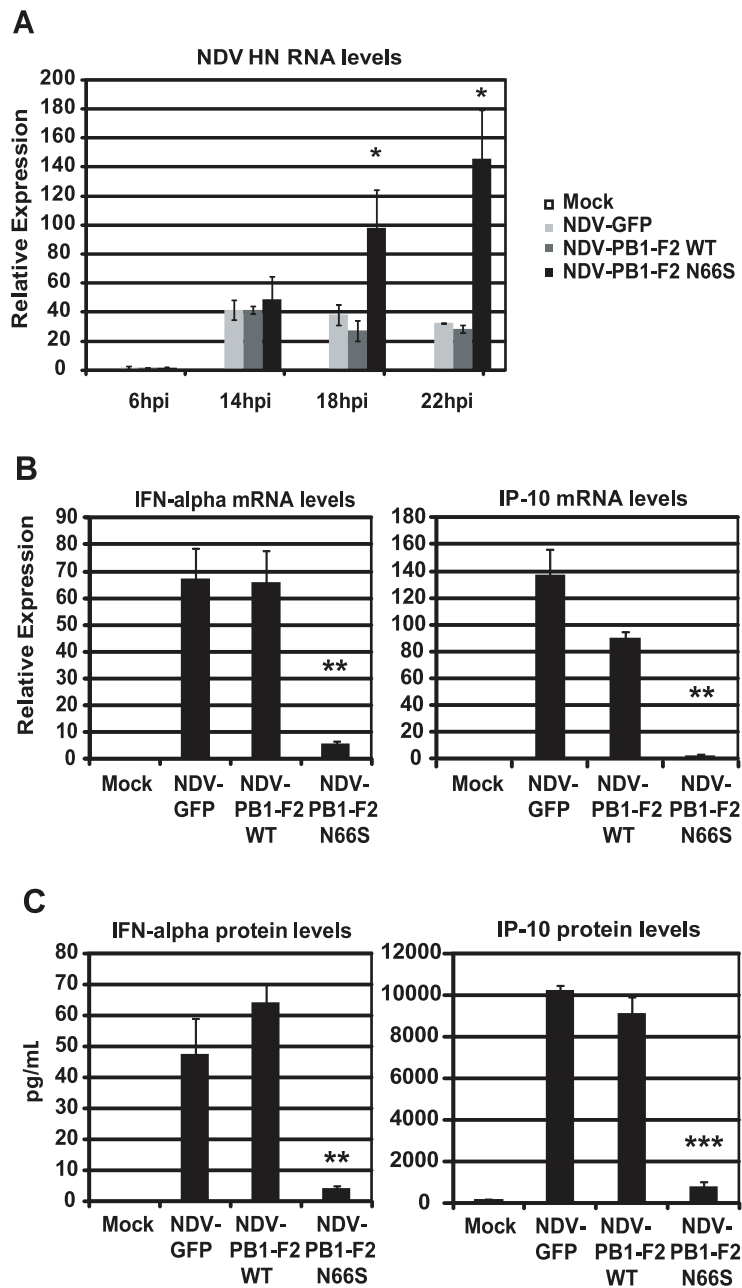 A
NDV HN RNA levels
Relative Expression
200
180
160
140
120
100
80
60
40
20
0
*
*
6hpi
14hpi
18hpi
22hpi
Mock
NDV-GFP
NDV-PB1-F2 WT
NDV-PB1-F2 N66S
B
IFN-alpha mRNA levels
Relative Expression
90
80
70
60
50
40
30
20
10
0
**
Mock
NDV-
GFP
NDV-
PB1-F2
WT
NDV-
PB1-F2
N66S
IP-10 mRNA levels
180
160
140
120
100
80
60
40
20
0
**
Mock
NDV-
GFP
NDV-
PB1-F2
WT
NDV-
PB1-F2
N66S
C
IFN-alpha protein levels
pg/mL
80
70
60
50
40
30
20
10
0
**
Mock
NDV-
GFP
NDV-
PB1-F2
WT
NDV-
PB1-F2
N66S
IP-10 protein levels
12000
10000
8000
6000
4000
2000
0
***
Mock
NDV-
GFP
NDV-
PB1-F2
WT
NDV-
PB1-F2
N66S